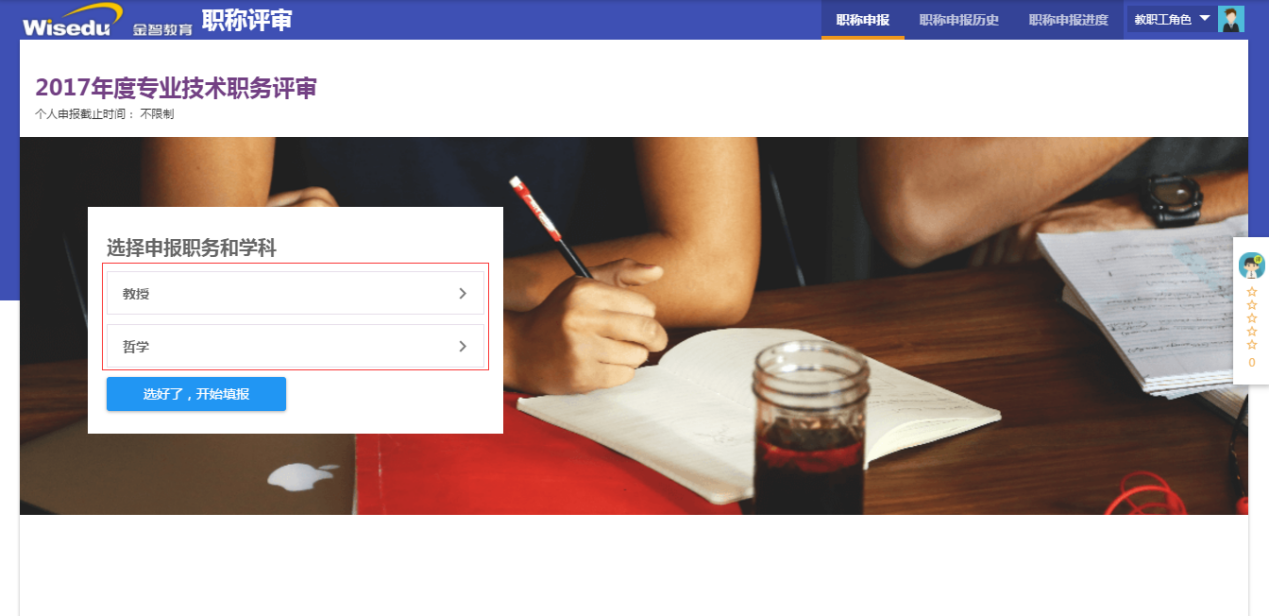 Wisedu 金智教育 职称评审 职称申报 职称申报历史 职称申报进度 教职工角色
2017年度专业技术职务评审
个人申报截止时间： 不限制
选择申报职务和学科
教授
哲学
选好了，开始填报
0